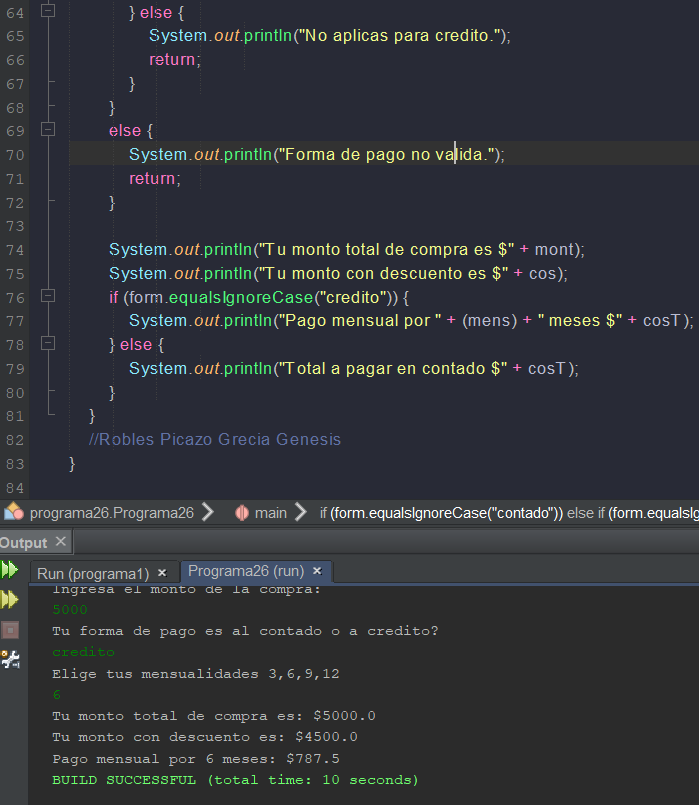 64 } else {
65 System.out.println("No aplicas para credito.");
66 return;
67 }
68 }
69 else {
70 System.out.println("Forma de pago no valida.");
71 return;
72 }
73
74 System.out.println("Tu monto total de compra es $" + mont);
75 System.out.println("Tu monto con descuento es $" + cos);
76 if (form.equalsIgnoreCase("credito")) {
77 System.out.println("Pago mensual por " + (mens) + " meses $" + cosT);
78 } else {
79 System.out.println("Total a pagar en contado $" + cosT);
80 }
81 }
82 //Robles Picazo Grecia Genesis
83 }
84
programa26.Programa26 main if (form.equalsIgnoreCase("contado")) else if (form.equalsIg
Output ×
Run (programa1) × Programa26 (run) ×
Ingresa el monto de la compra:
5000
Tu forma de pago es al contado o a credito?
credito
Elige tus mensualidades 3,6,9,12
6
Tu monto total de compra es: $5000.0
Tu monto con descuento es: $4500.0
Pago mensual por 6 meses: $787.5
BUILD SUCCESSFUL (total time: 10 seconds)